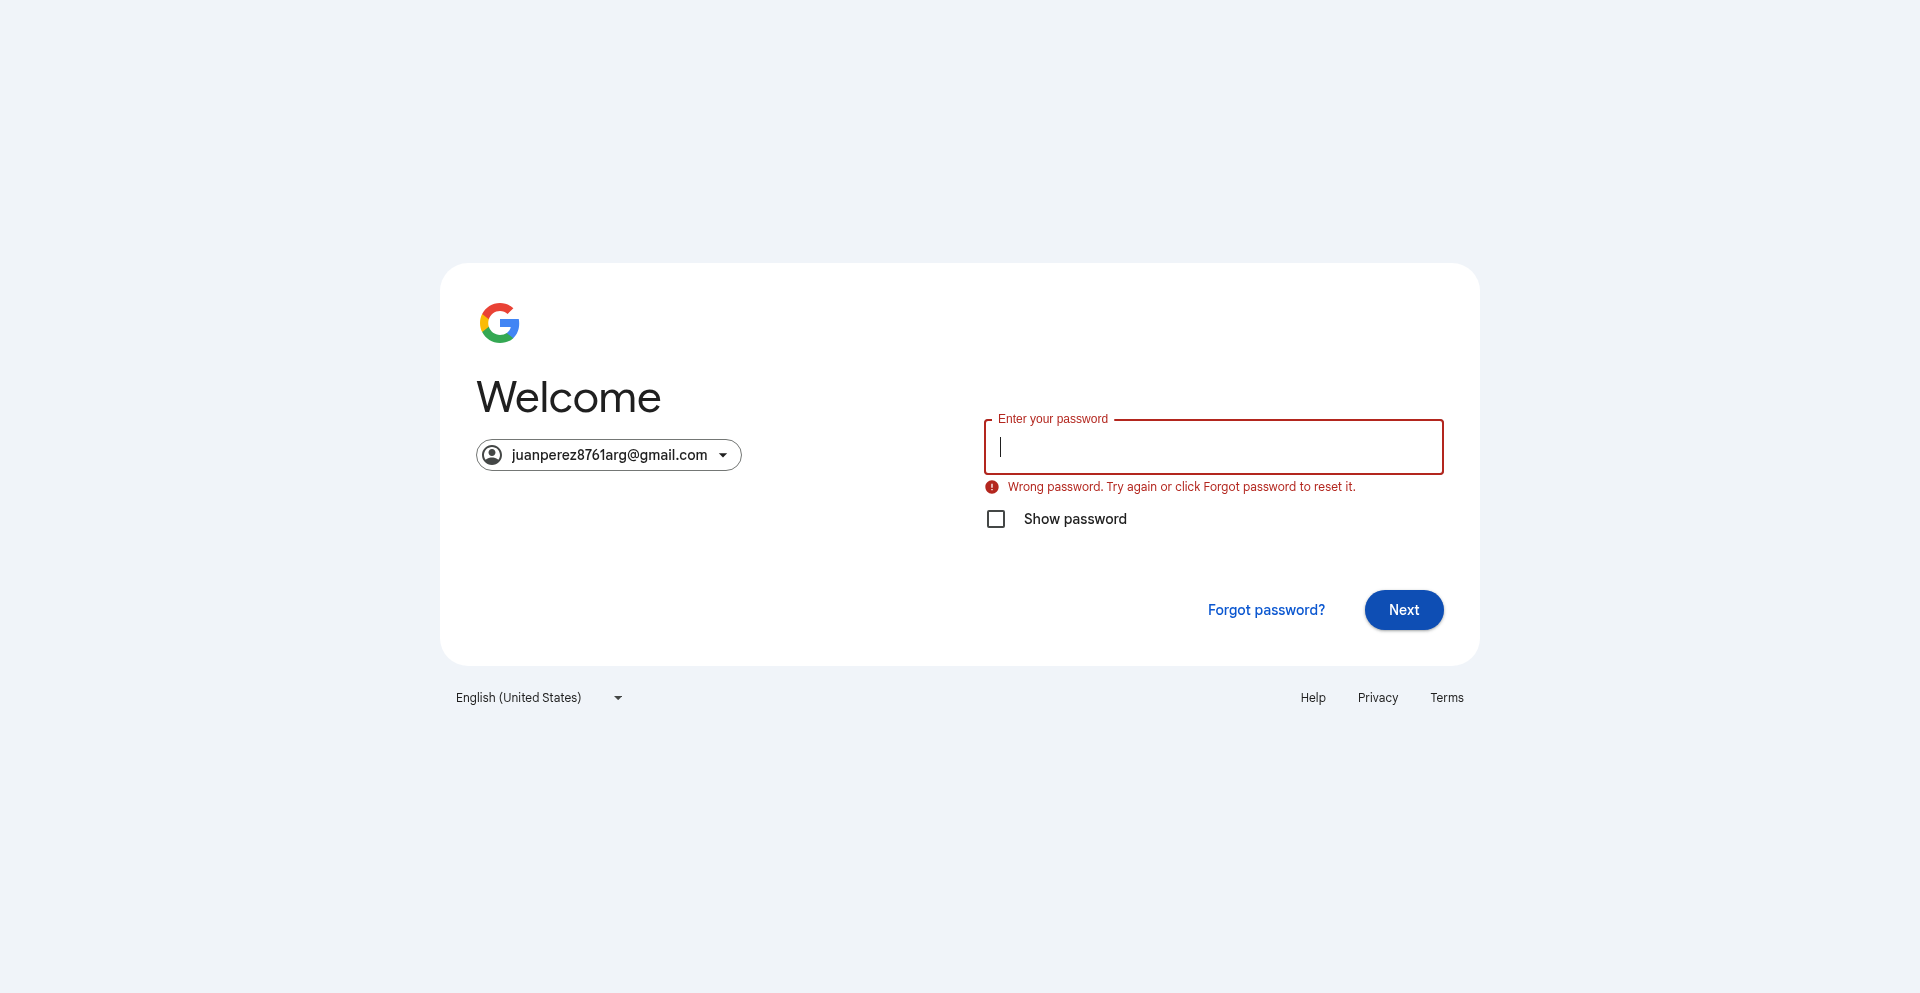 Welcome
juanperez8761arg@gmail.com
Enter your password
Wrong password. Try again or click Forgot password to reset it.
Show password
Forgot password?
Next
English (United States)
Help
Privacy
Terms